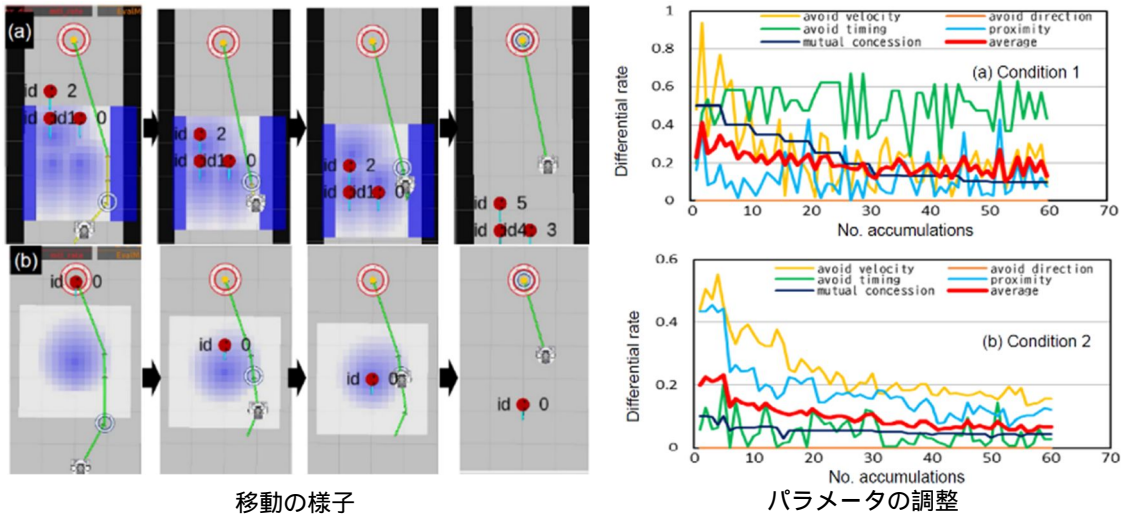 (a)
id 2
id id1 0
id 2
id id1 0
id 2
id id1 0
id 5
id id4 3
(b)
id 0
id 0
id 0
id 0
移動の様子
1
0.8
0.6
0.4
0.2
0
avoid velocity
avoid direction
avoid timing
proximity
mutual concession
average
(a) Condition 1
Differential rate
0 10 20 30 40 50 60 70
No. accumulations
0.6
0.4
0.2
0
avoid velocity
avoid direction
avoid timing
proximity
mutual concession
average
(b) Condition 2
Differential rate
0 10 20 30 40 50 60 70
No. accumulations
パラメータの調整